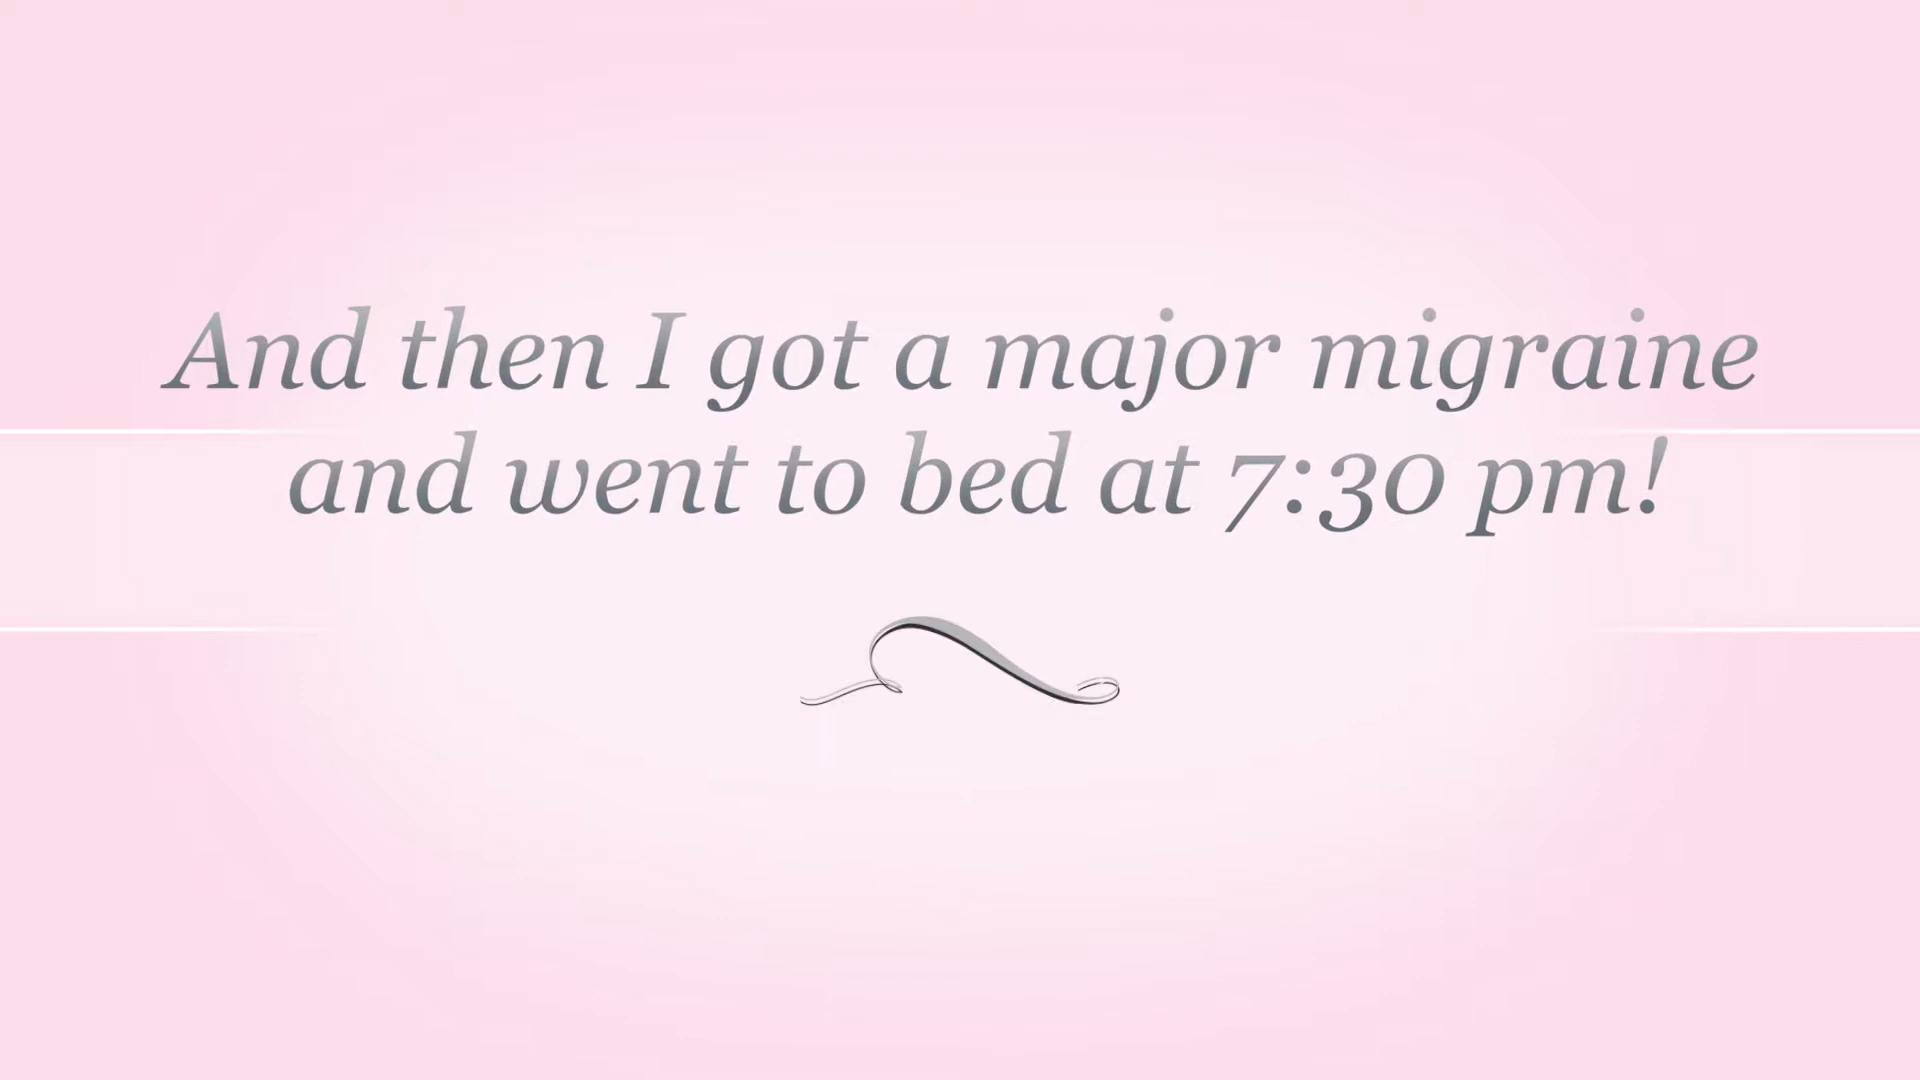 And then I got a major migraine
and went to bed at 7:30 pm!